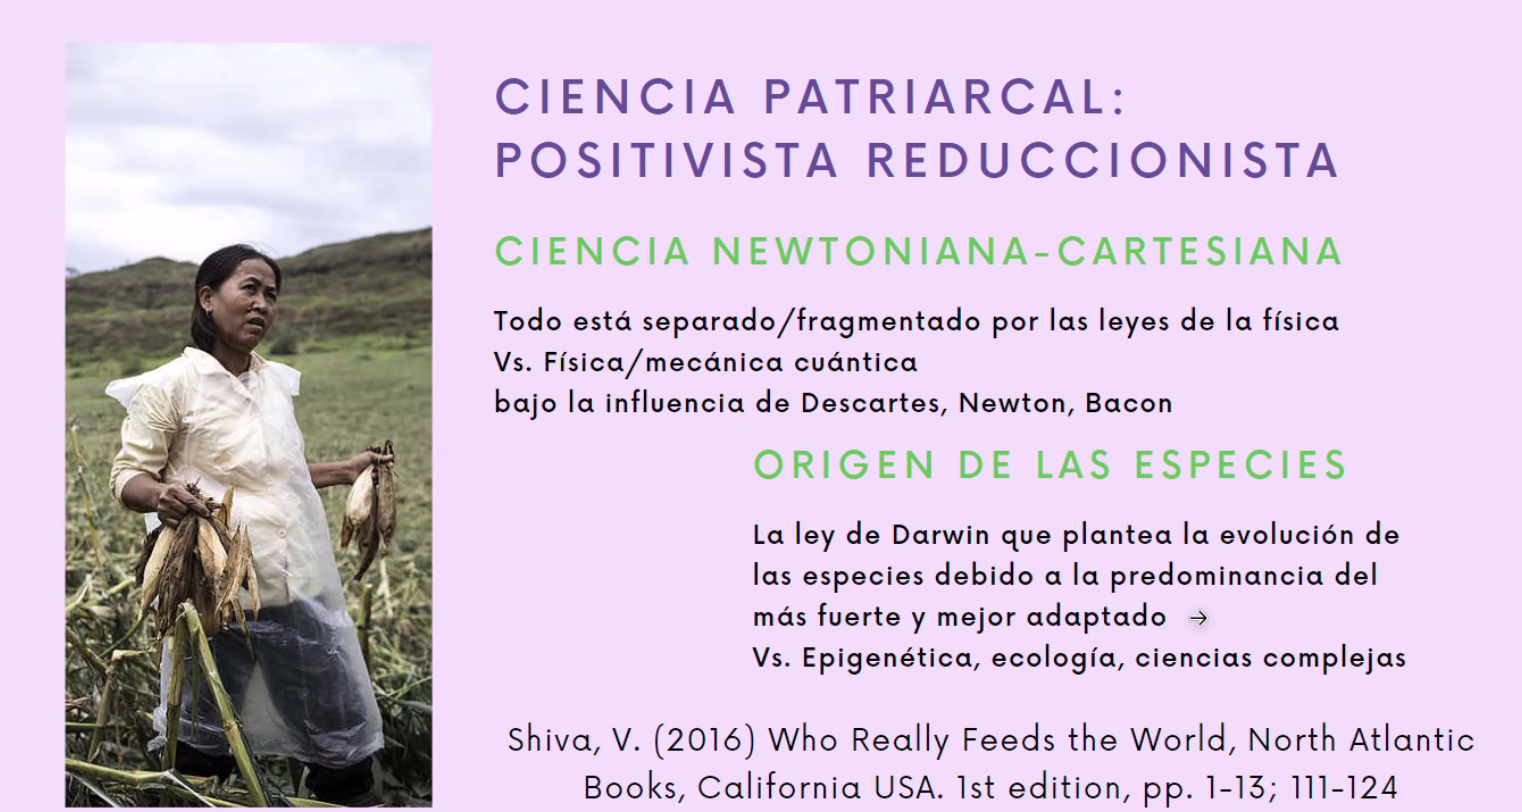 CIENCIA PATRIARCAL:
POSITIVISTA REDUCCIONISTA
CIENCIA NEWTONIANA-CARTESIANA
Todo está separado/fragmentado por las leyes de la física
Vs. Física/mecánica cuántica
bajo la influencia de Descartes, Newton, Bacon
ORIGEN DE LAS ESPECIES
La ley de Darwin que plantea la evolución de
las especies debido a la predominancia del
más fuerte y mejor adaptado →
Vs. Epigenética, ecología, ciencias complejas
Shiva, V. (2016) Who Really Feeds the World, North Atlantic
Books, California USA. 1st edition, pp. 1-13; 111-124